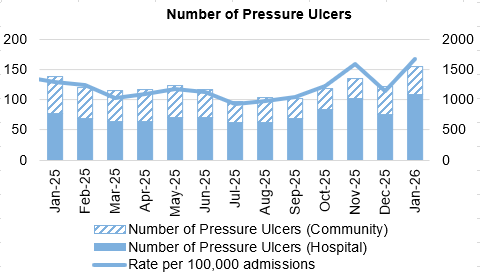 Number of Pressure Ulcers
200 2000
150 1500
100 1000
50 500
0 0
Jan-25 Feb-25 Mar-25 Apr-25 May-25 Jun-25 Jul-25 Aug-25 Sep-25 Oct-25 Nov-25 Dec-25 Jan-26
Number of Pressure Ulcers (Community)
Number of Pressure Ulcers (Hospital)
Rate per 100,000 admissions